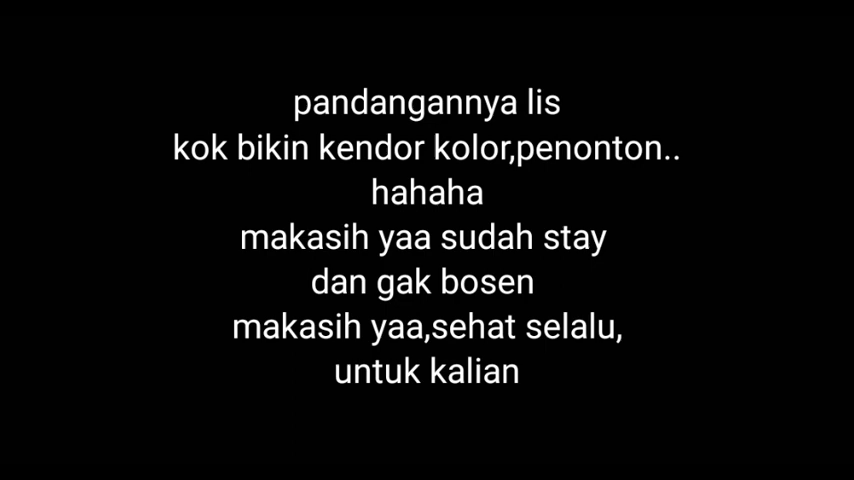 pandangannya lis
kok bikin kendor kolor,penonton..
hahaha
makasih yaa sudah stay
dan gak bosen
makasih yaa,sehat selalu,
untuk kalian